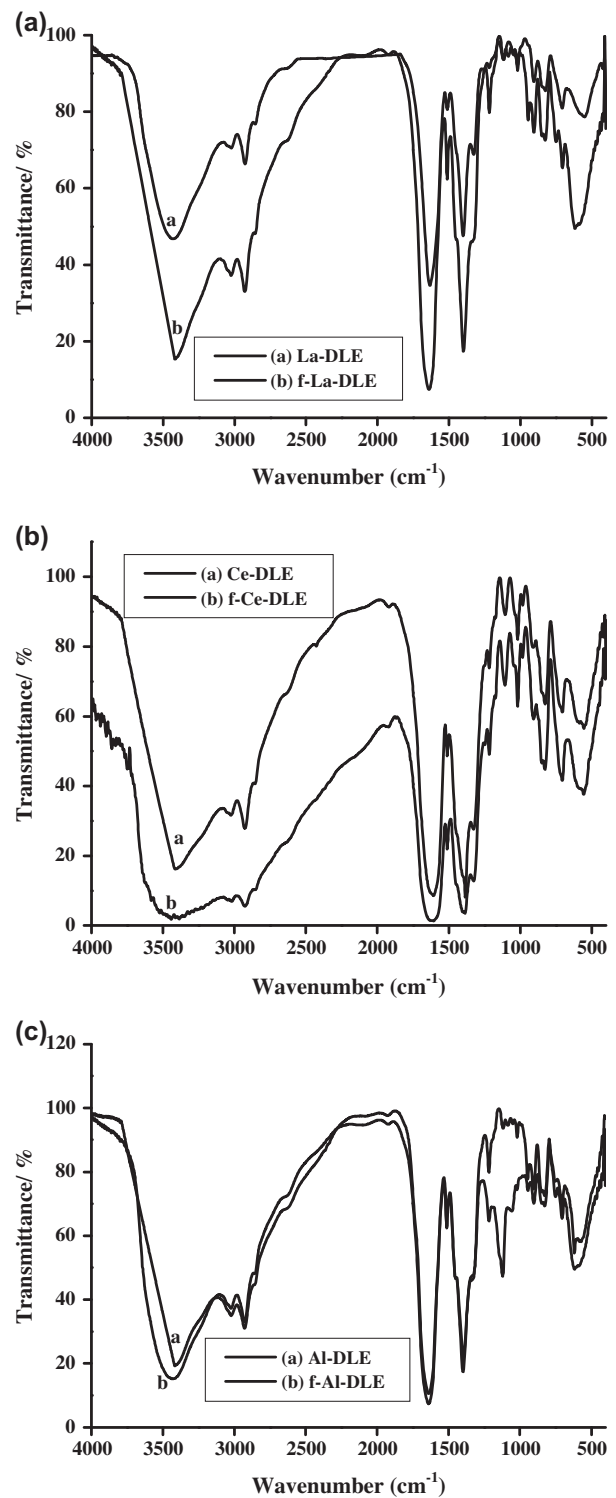 (a)
100
80
60
40
20
0
Transmittance/ %
a
b
(a) La-DLE
(b) f-La-DLE
4000 3500 3000 2500 2000 1500 1000 500
Wavenumber (cm⁻¹)
(b)
100
80
60
40
20
0
Transmittance/ %
(a) Ce-DLE
(b) f-Ce-DLE
a
b
4000 3500 3000 2500 2000 1500 1000 500
Wavenumber (cm⁻¹)
(c)
120
100
80
60
40
20
0
Transmittance/ %
a
b
(a) Al-DLE
(b) f-Al-DLE
4000 3500 3000 2500 2000 1500 1000 500
Wavenumber (cm⁻¹)